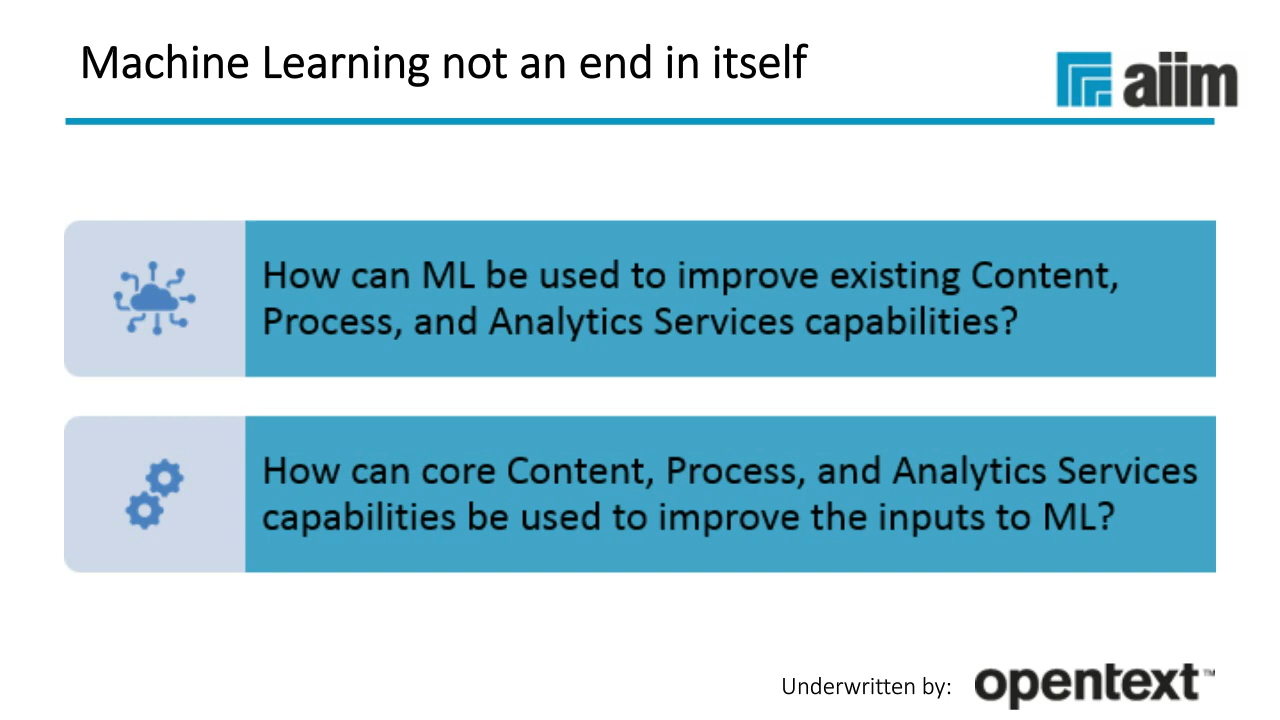 Machine Learning not an end in itself
aiim
How can ML be used to improve existing Content,
Process, and Analytics Services capabilities?
How can core Content, Process, and Analytics Services
capabilities be used to improve the inputs to ML?
Underwritten by: opentext™